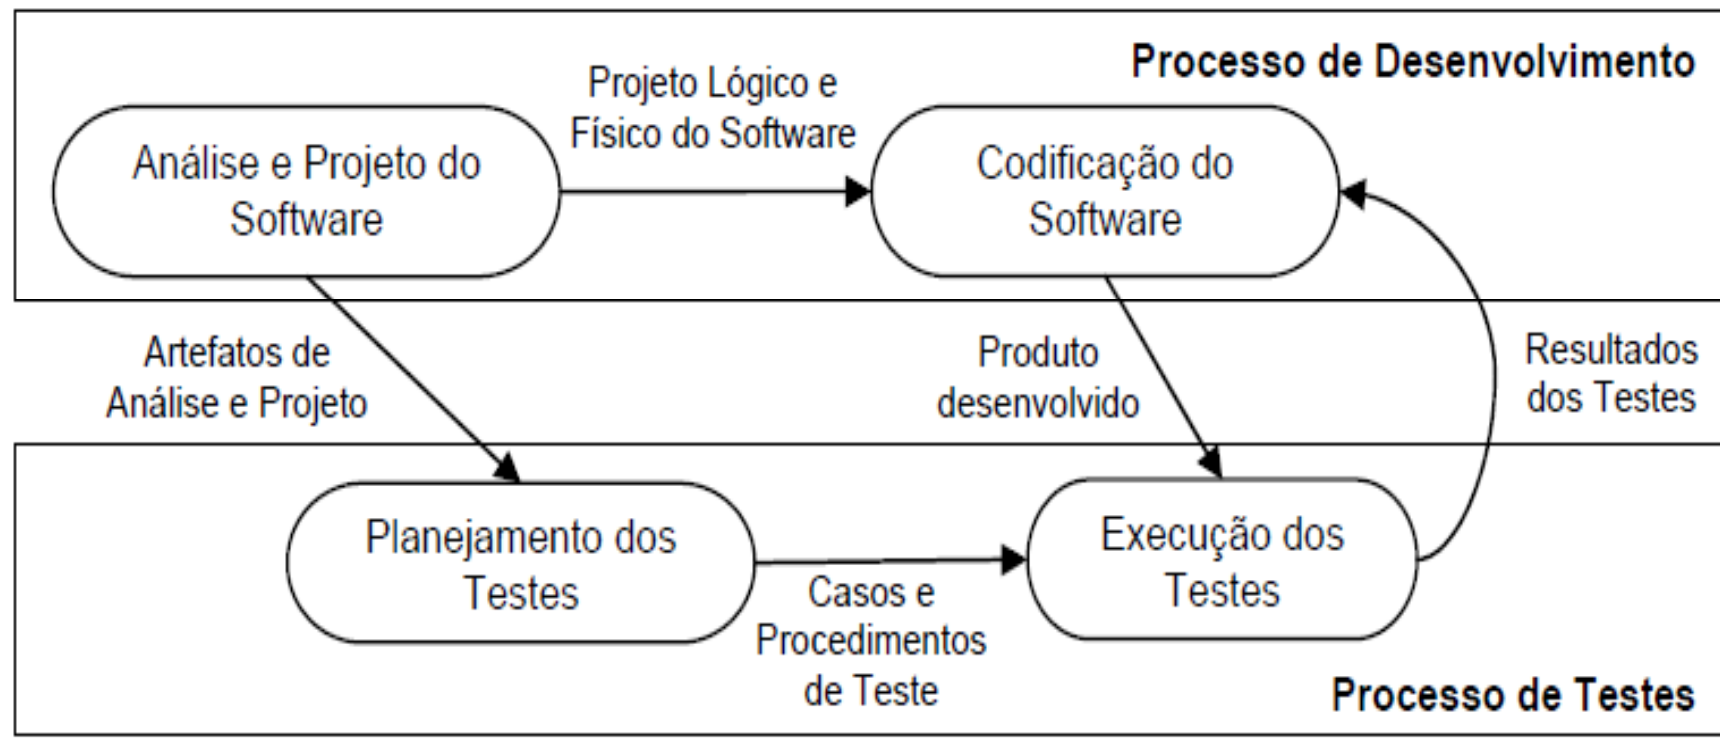 Processo de Desenvolvimento
Projeto Lógico e
Físico do Software
Análise e Projeto do
Software
Codificação do
Software
Artefatos de
Análise e Projeto
Produto
desenvolvido
Resultados
dos Testes
Planejamento dos
Testes
Casos e
Procedimentos
de Teste
Execução dos
Testes
Processo de Testes